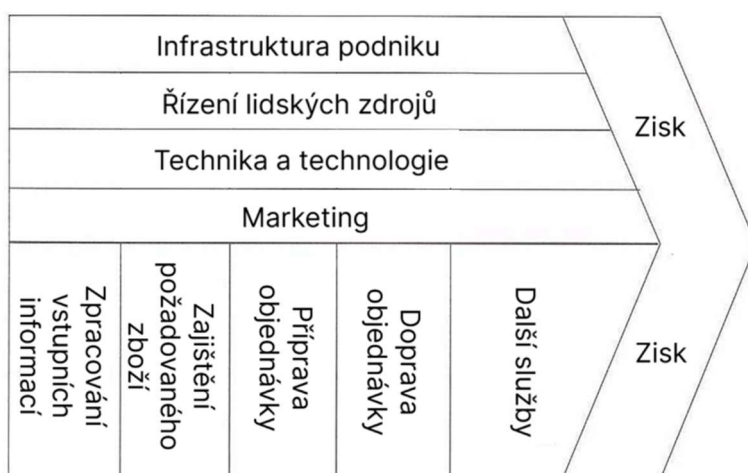 Infrastruktura podniku
Řízení lidských zdrojů
Technika a technologie
Marketing
Zisk
Zpracování
vstupních
informací
Zajištění
požadovaného
zboží
Příprava
objednávky
Doprava
objednávky
Další služby
Zisk